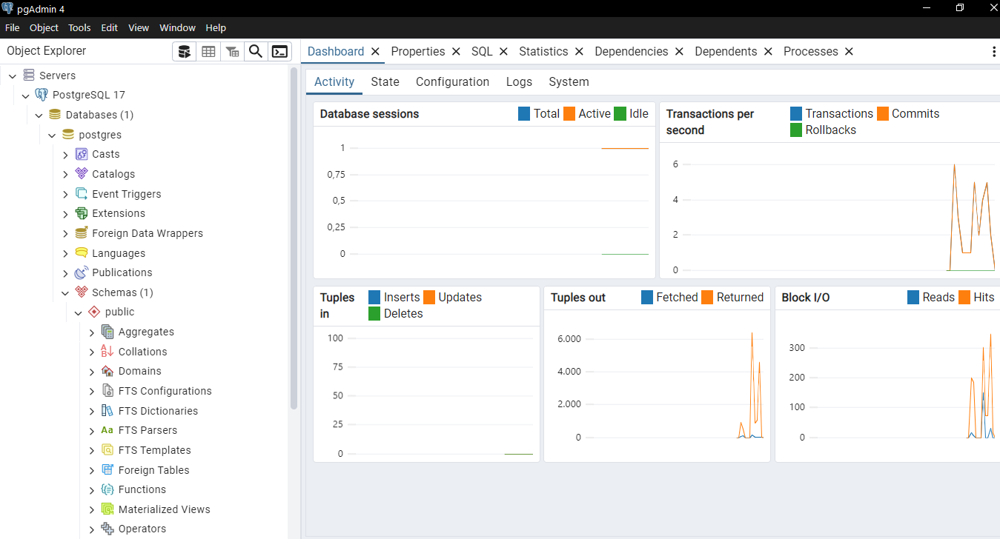 pgAdmin 4
File Object Tools Edit View Window Help
Object Explorer
Servers
PostgreSQL 17
Databases (1)
postgres
Casts
Catalogs
Event Triggers
Extensions
Foreign Data Wrappers
Languages
Publications
Schemas (1)
public
Aggregates
Collations
Domains
FTS Configurations
FTS Dictionaries
Aa FTS Parsers
FTS Templates
Foreign Tables
Functions
Materialized Views
Operators
Dashboard Properties SQL Statistics Dependencies Dependents Processes
Activity State Configuration Logs System
Database sessions Total Active Idle
1
0,75
0,5
0,25
0
Transactions per
second
Transactions Commits
Rollbacks
6
4
2
0
Tuples
in
Inserts Updates
Deletes
100
75
50
25
0
Tuples out Fetched Returned
6.000
4.000
2.000
0
Block I/O Reads Hits
300
200
100
0